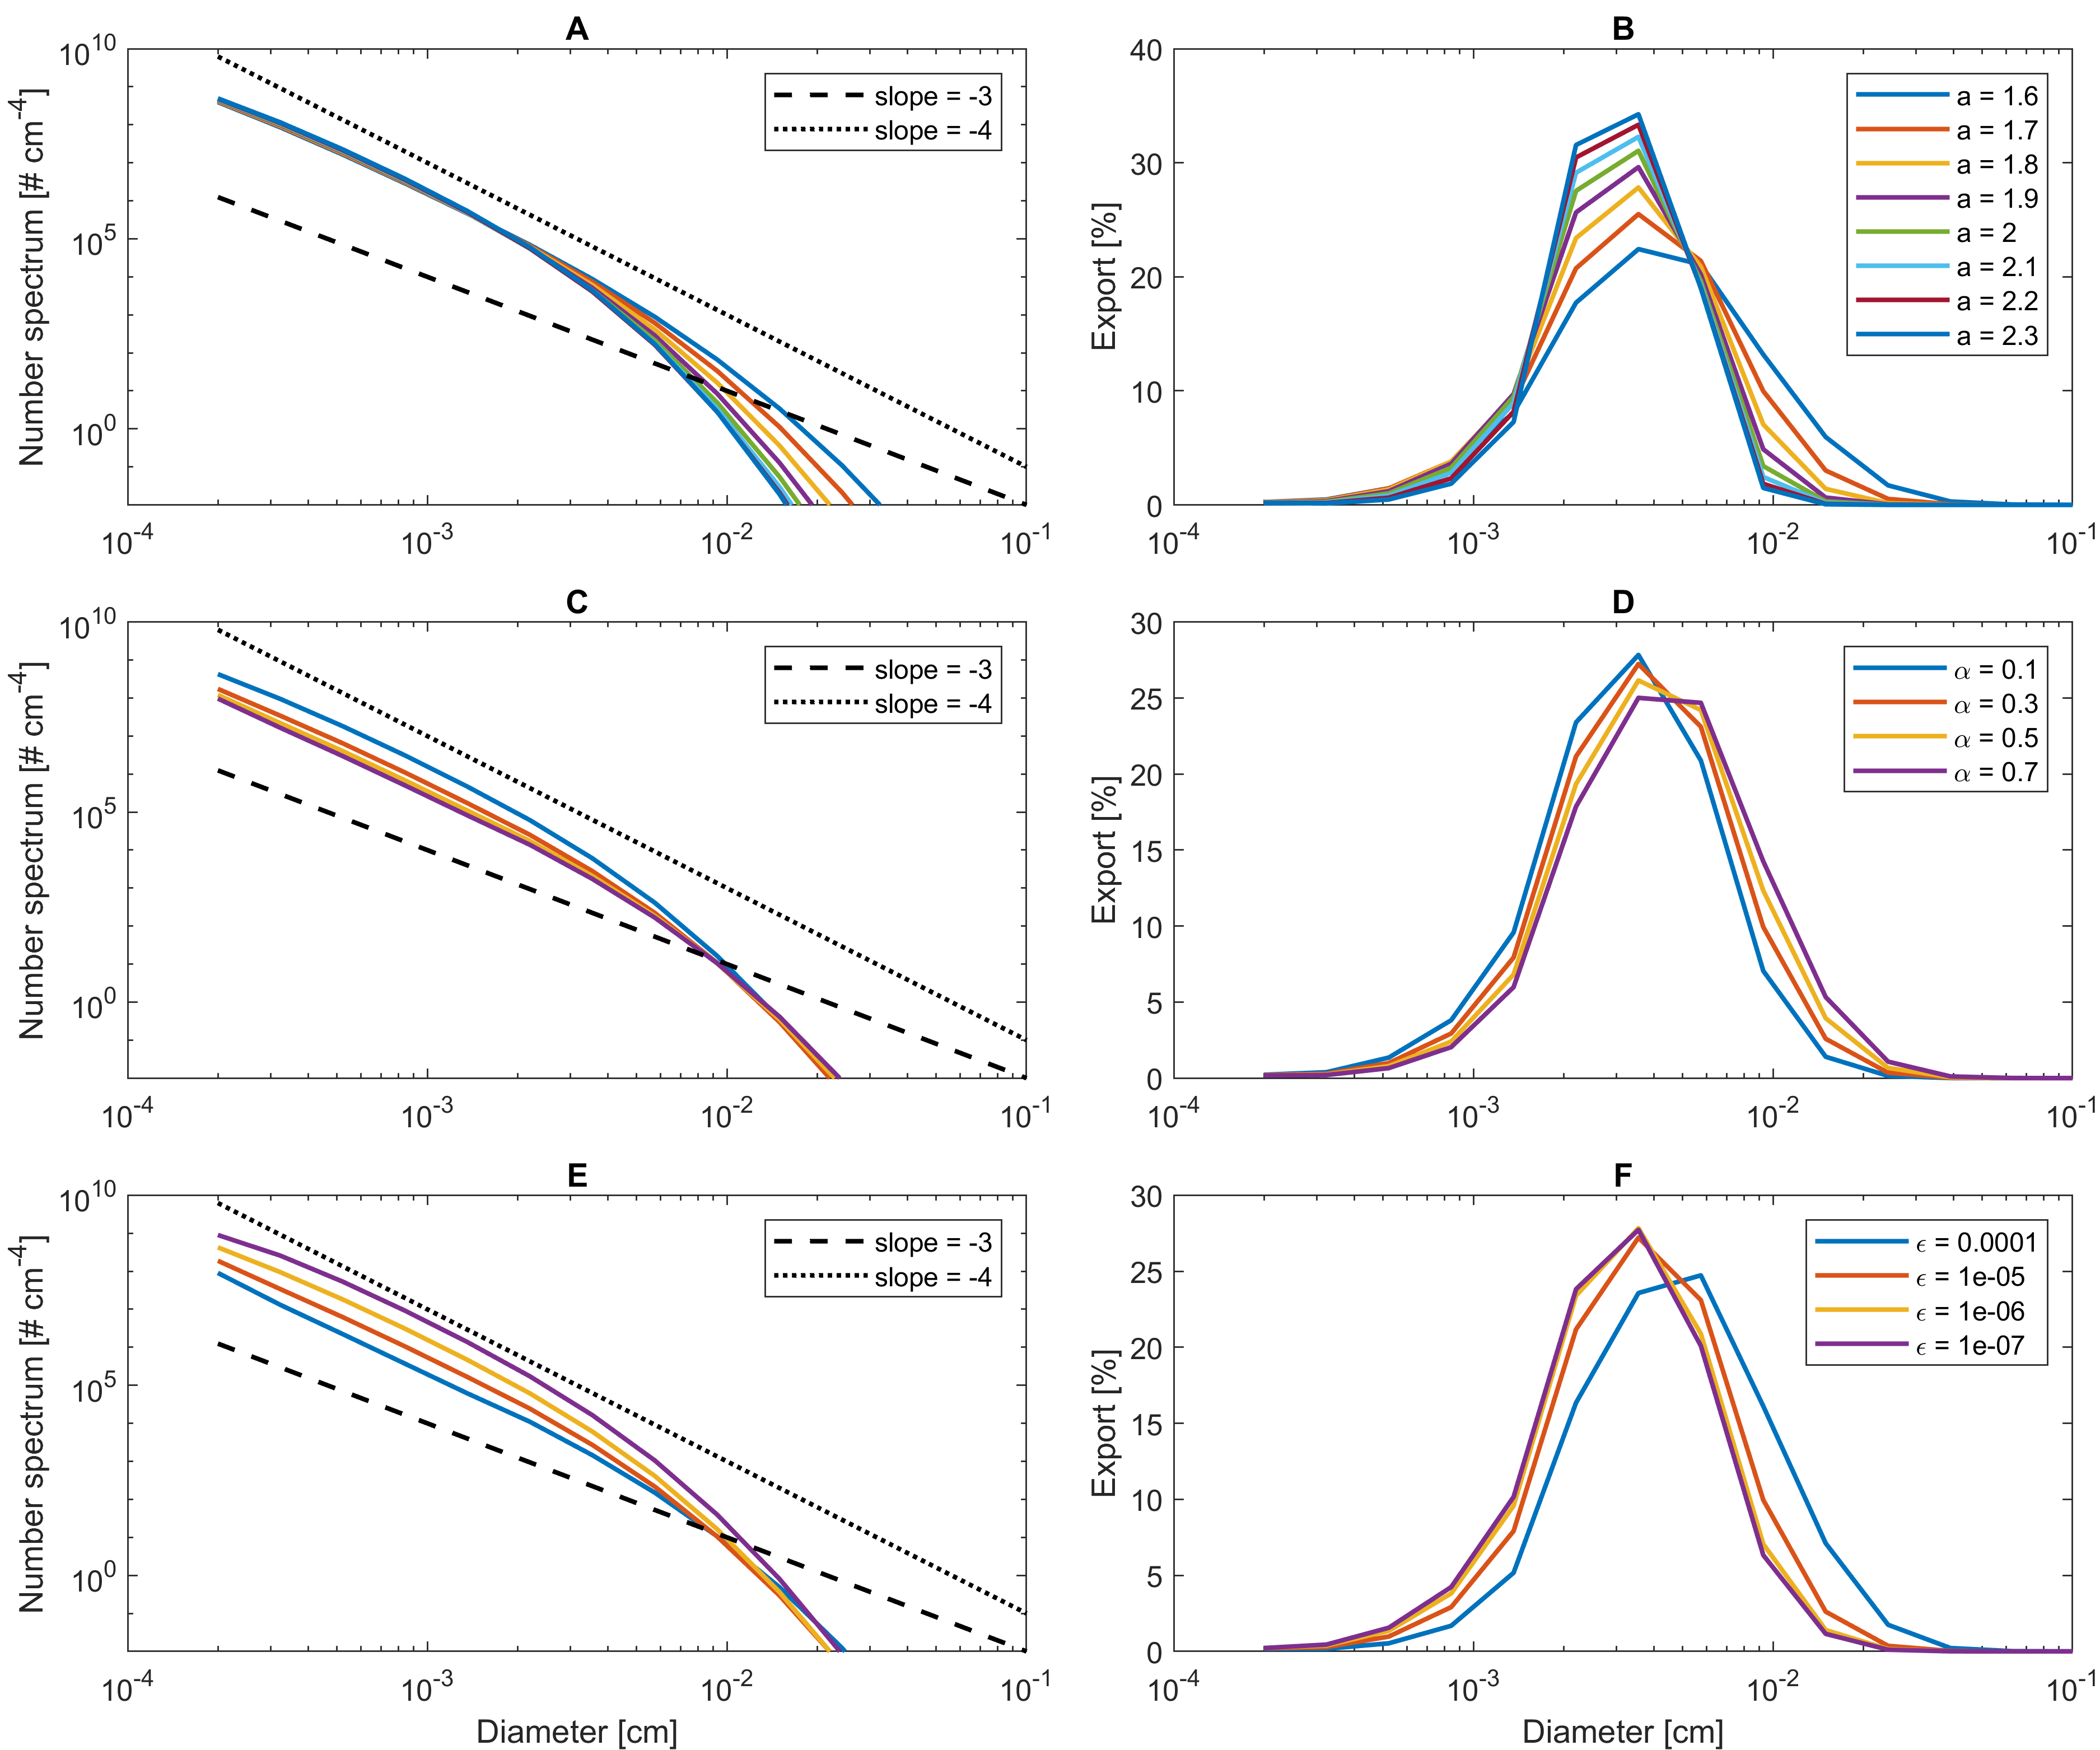 A
Number spectrum [# cm-4]
10^10
10^5
10^0
10^-4
10^-3
10^-2
10^-1
slope = -3
slope = -4
B
Export [%]
40
30
20
10
0
10^-4
10^-3
10^-2
10^-1
a = 1.6
a = 1.7
a = 1.8
a = 1.9
a = 2
a = 2.1
a = 2.2
a = 2.3
C
Number spectrum [# cm-4]
10^10
10^5
10^0
10^-4
10^-3
10^-2
10^-1
slope = -3
slope = -4
D
Export [%]
30
25
20
15
10
5
0
10^-4
10^-3
10^-2
10^-1
α = 0.1
α = 0.3
α = 0.5
α = 0.7
E
Number spectrum [# cm-4]
10^10
10^5
10^0
10^-4
10^-3
10^-2
10^-1
Diameter [cm]
slope = -3
slope = -4
F
Export [%]
30
25
20
15
10
5
0
10^-4
10^-3
10^-2
10^-1
Diameter [cm]
ϵ = 0.0001
ϵ = 1e-05
ϵ = 1e-06
ϵ = 1e-07